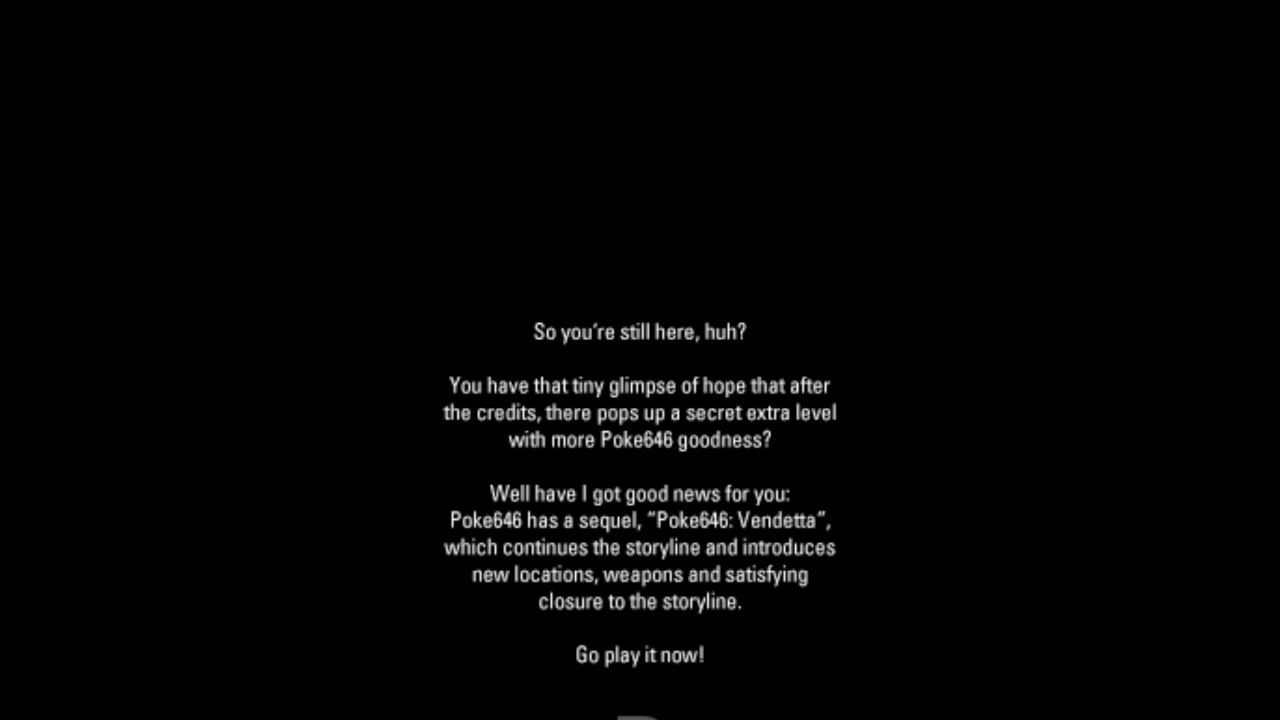 So you're still here, huh?
You have that tiny glimpse of hope that after
the credits, there pops up a secret extra level
with more Poke646 goodness?
Well have I got good news for you:
Poke646 has a sequel, “Poke646: Vendetta”,
which continues the storyline and introduces
new locations, weapons and satisfying
closure to the storyline.
Go play it now!